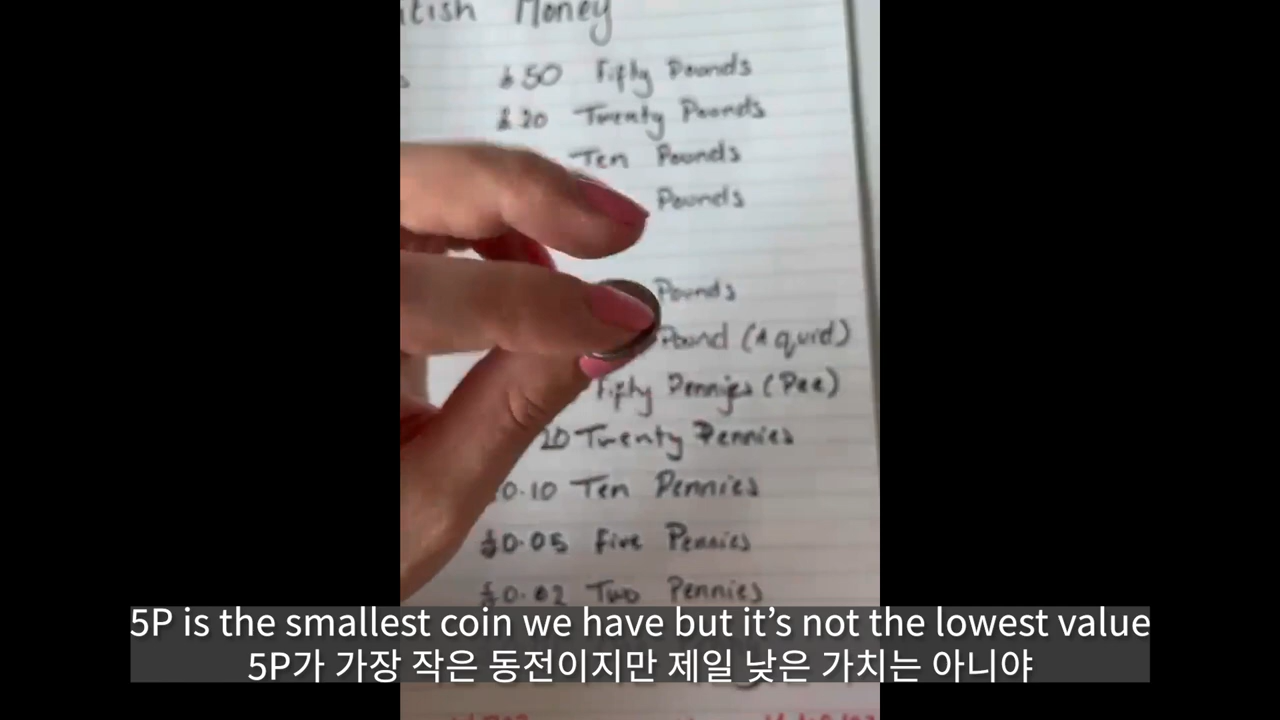 itish Money
£50 Fifty Pounds
£20 Twenty Pounds
Ten Pounds
Pounds
Pounds
Pound (A quid)
Fifty Pennies (Pee)
20 Twenty Pennies
0.10 Ten Pennies
£0.05 Five Pennies
£0.02 Two Pennies
5P is the smallest coin we have but it’s not the lowest value
5P가 가장 작은 동전이지만 제일 낮은 가치는 아니야